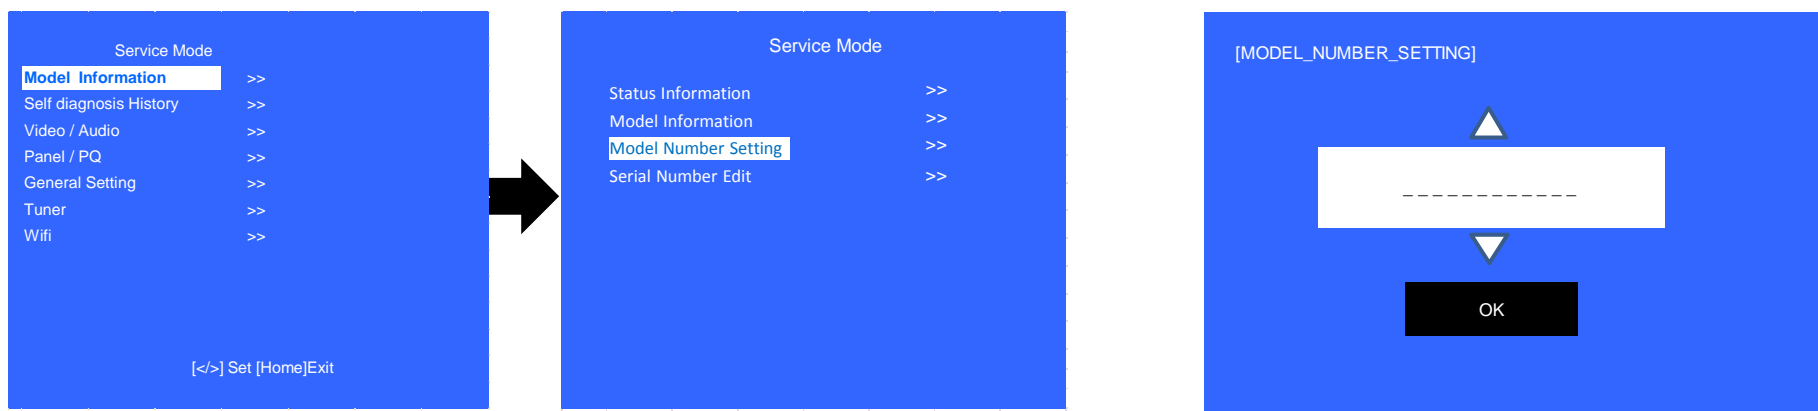 Service Mode
Model Information >>
Self diagnosis History >>
Video / Audio >>
Panel / PQ >>
General Setting >>
Tuner >>
Wifi >>
[</>] Set [Home]Exit
Service Mode
Status Information >>
Model Information >>
Model Number Setting >>
Serial Number Edit >>
[MODEL_NUMBER_SETTING]
_ _ _ _ _ _ _ _ _ _ _ _
OK